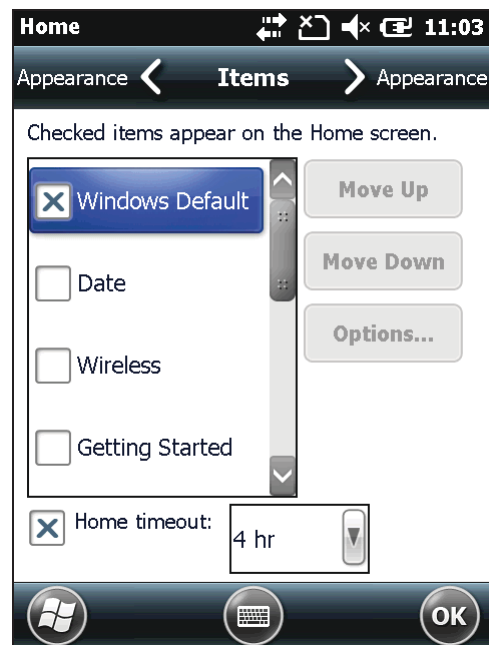 Home 11:03
Appearance Items Appearance
Checked items appear on the Home screen.
Windows Default
Move Up
Date
Move Down
Options...
Wireless
Getting Started
Home timeout: 4 hr
OK